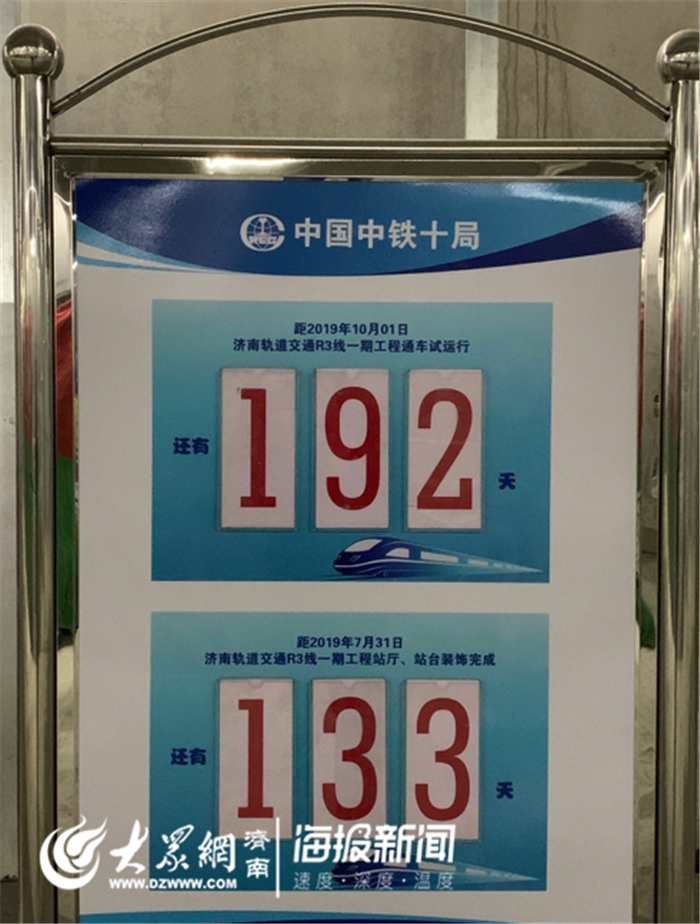 CREC 中国中铁十局
距2019年10月01日
济南轨道交通R3线一期工程通车试运行
还有 192 天
距2019年7月31日
济南轨道交通R3线一期工程站厅、站台装饰完成
还有 133 天
大眾網 濟南 海报新闻
WWW.DZWWW.COM 速度·深度·温度